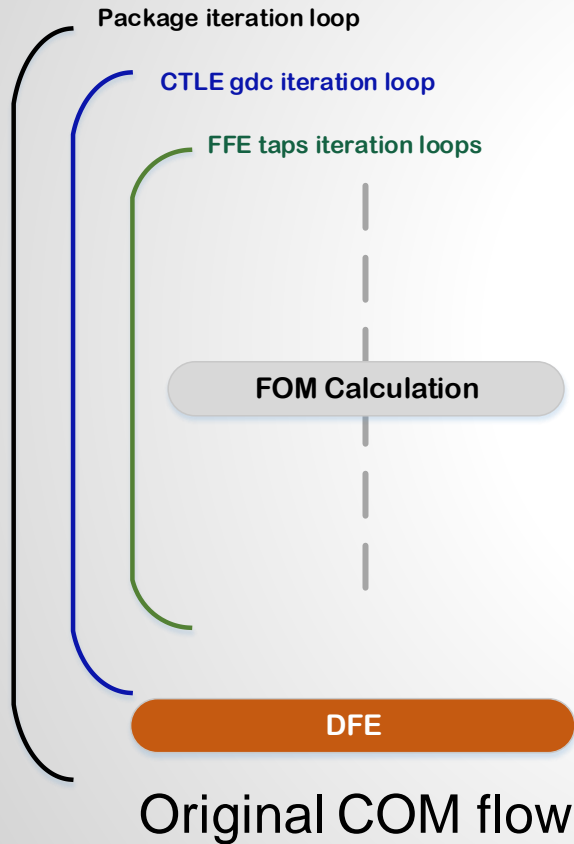 Package iteration loop
CTLE gdc iteration loop
FFE taps iteration loops
FOM Calculation
DFE
Original COM flow